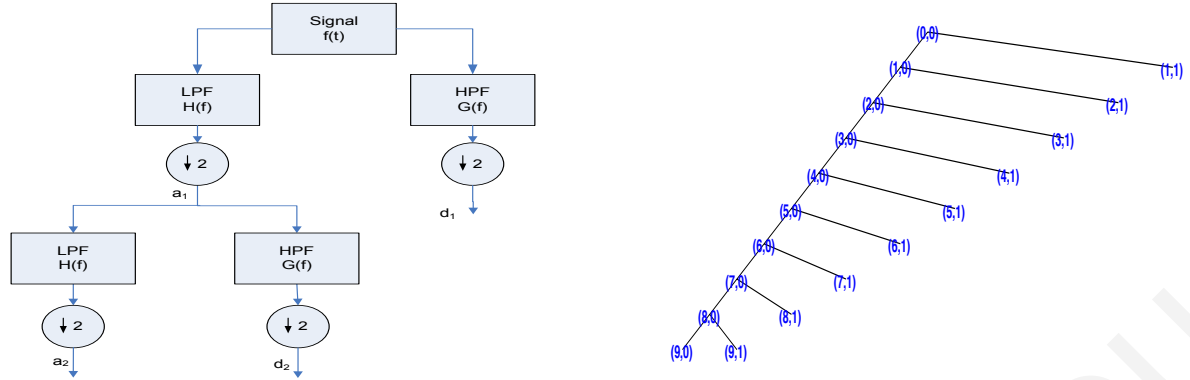 Signal
f(t)
LPF
H(f)
HPF
G(f)
↓ 2
↓ 2
a₁
d₁
LPF
H(f)
HPF
G(f)
↓ 2
↓ 2
a₂
d₂
(0,0)
(1,0)
(1,1)
(2,0)
(2,1)
(3,0)
(3,1)
(4,0)
(4,1)
(5,0)
(5,1)
(6,0)
(6,1)
(7,0)
(7,1)
(8,0)
(8,1)
(9,0)
(9,1)